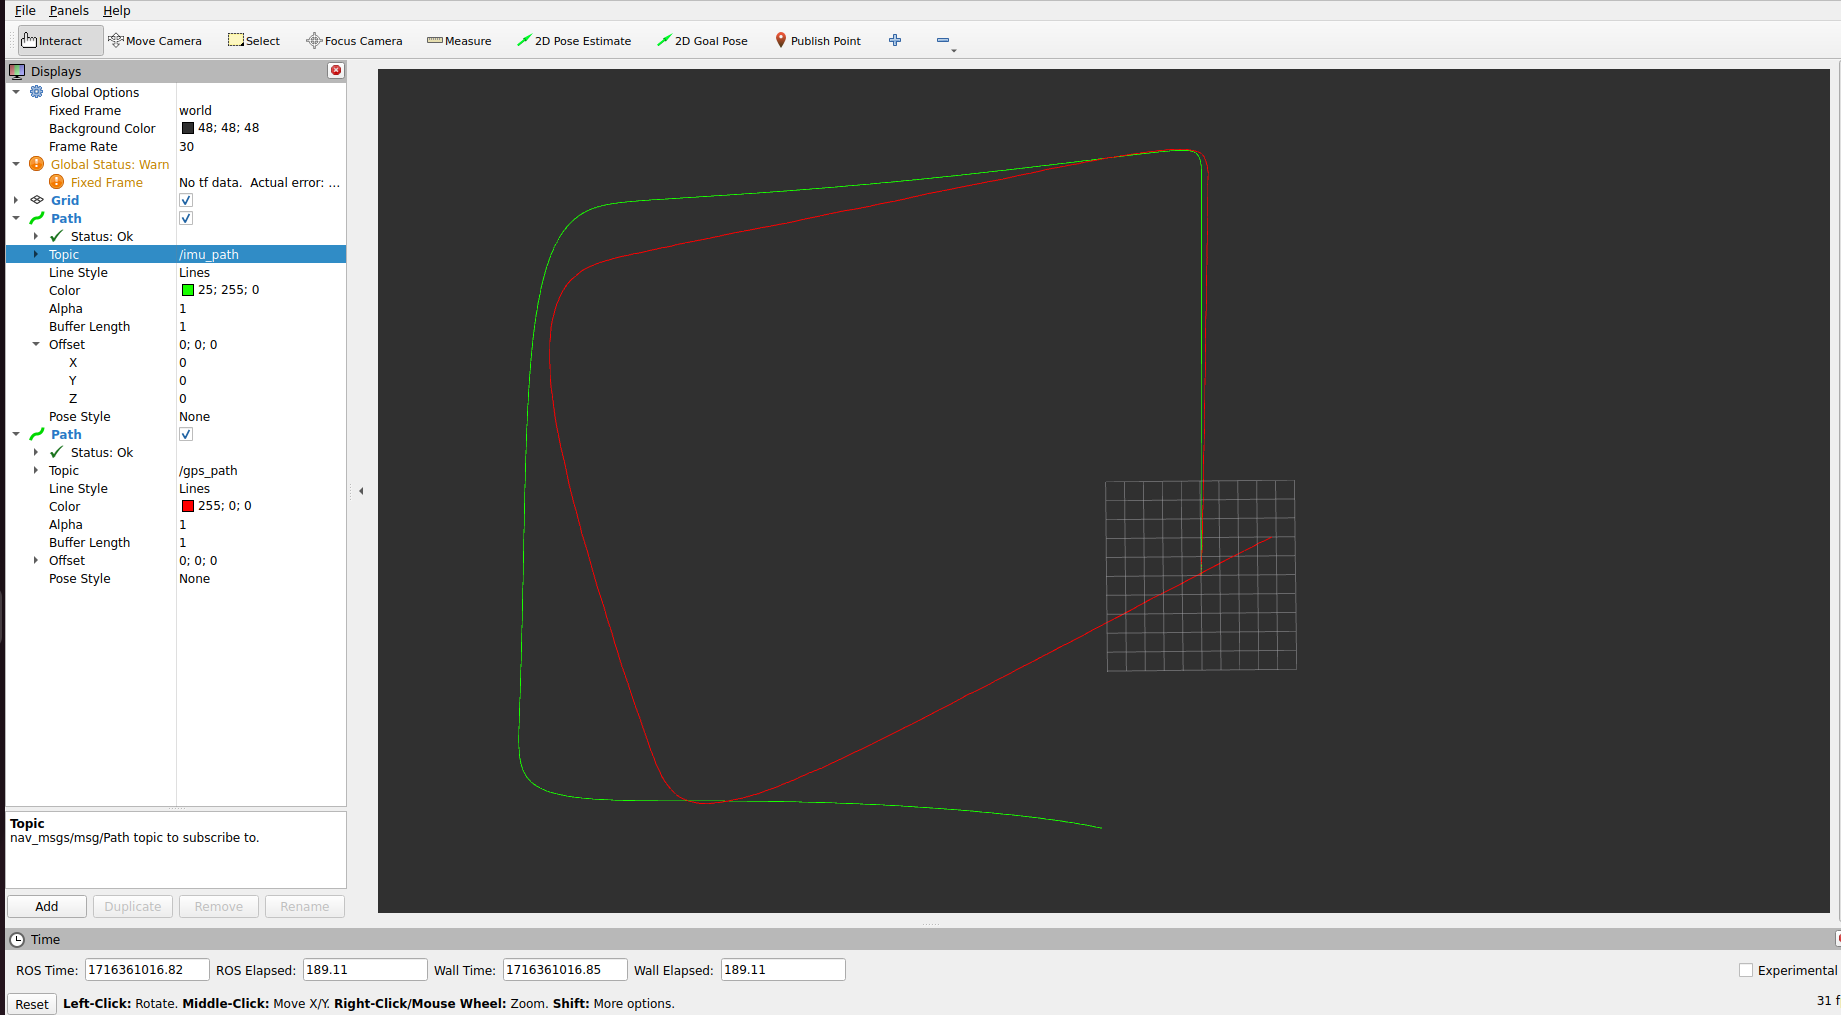 File Panels Help
Interact Move Camera Select Focus Camera Measure 2D Pose Estimate 2D Goal Pose Publish Point
Displays
Global Options
Fixed Frame world
Background Color 48; 48; 48
Frame Rate 30
Global Status: Warn
Fixed Frame No tf data. Actual error: ...
Grid
Path
Status: Ok
Topic /imu_path
Line Style Lines
Color 25; 255; 0
Alpha 1
Buffer Length 1
Offset 0; 0; 0
X 0
Y 0
Z 0
Pose Style None
Path
Status: Ok
Topic /gps_path
Line Style Lines
Color 255; 0; 0
Alpha 1
Buffer Length 1
Offset 0; 0; 0
Pose Style None
Topic
nav_msgs/msg/Path topic to subscribe to.
Add Duplicate Remove Rename
Time
ROS Time: 1716361016.82 ROS Elapsed: 189.11 Wall Time: 1716361016.85 Wall Elapsed: 189.11 Experimental
Reset Left-Click: Rotate. Middle-Click: Move X/Y. Right-Click/Mouse Wheel: Zoom. Shift: More options. 31 f